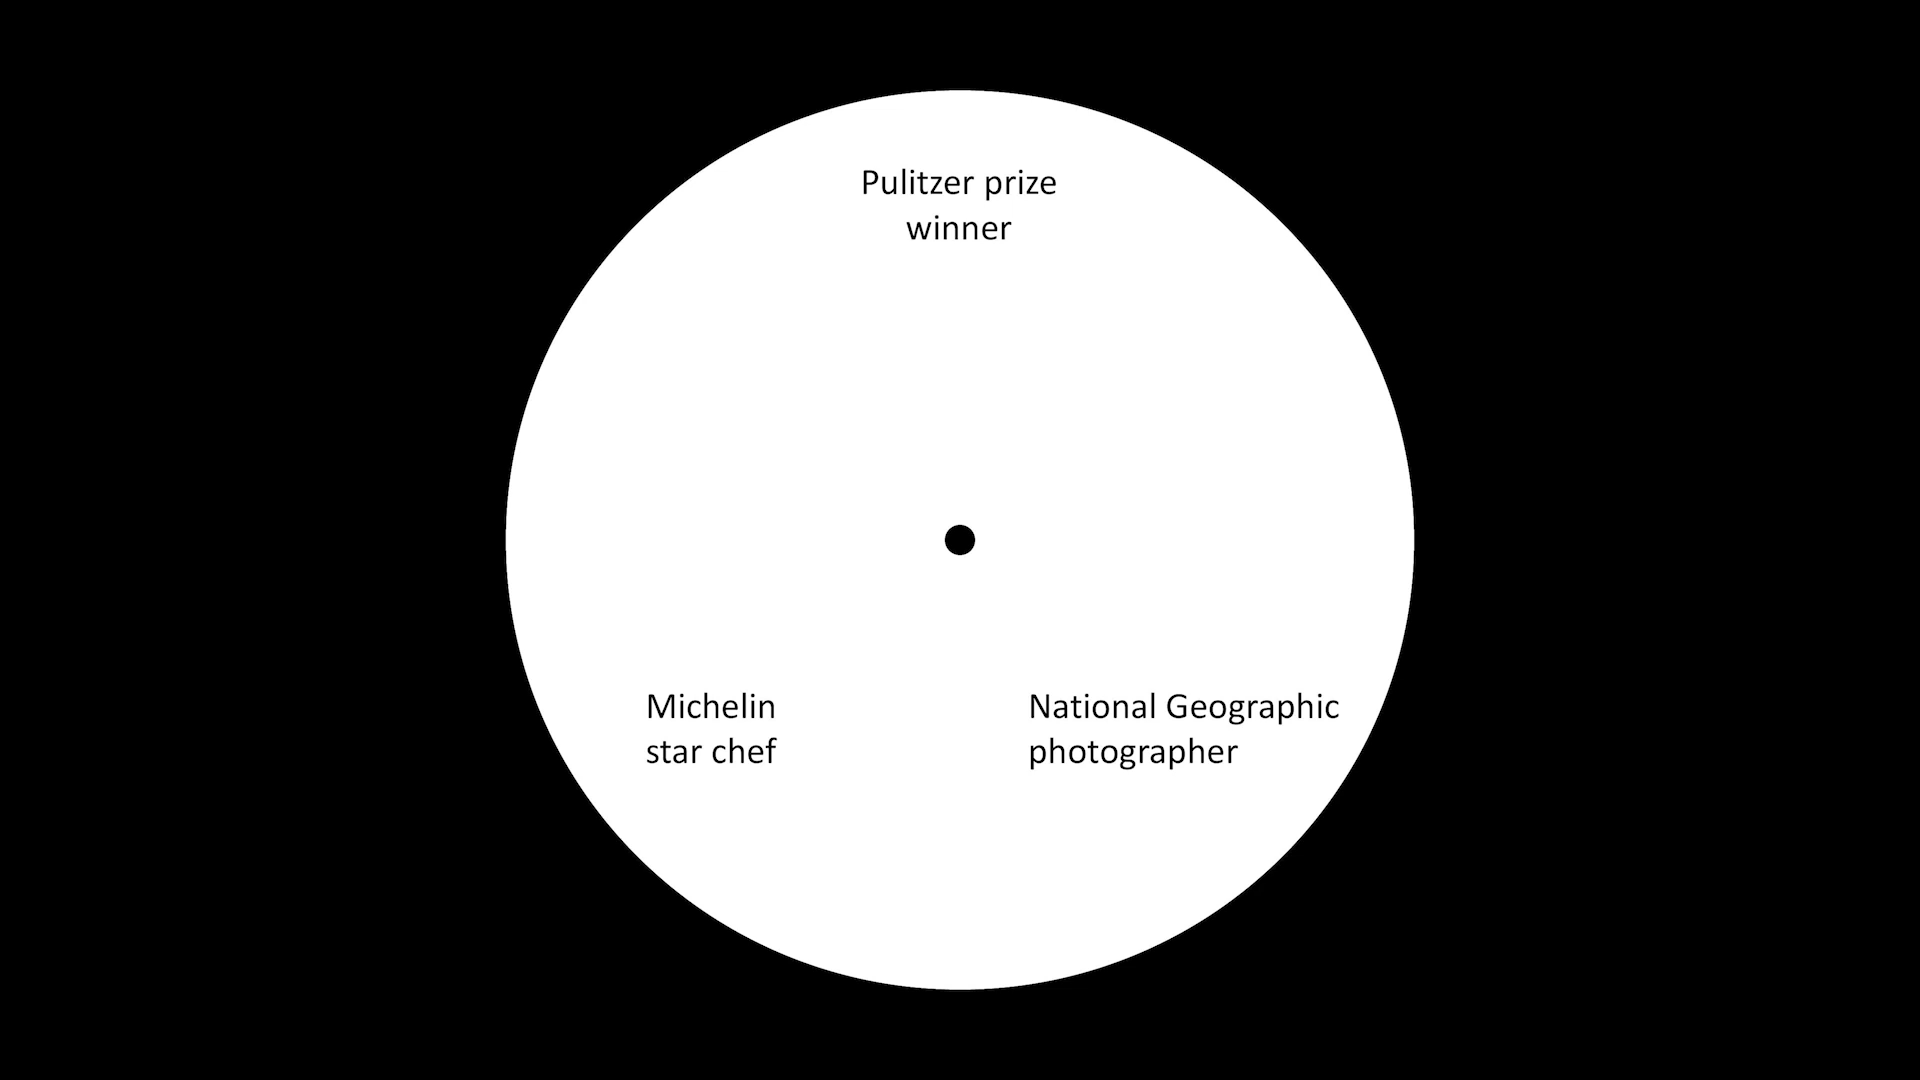 Pulitzer prize
winner
Michelin
star chef
National Geographic
photographer